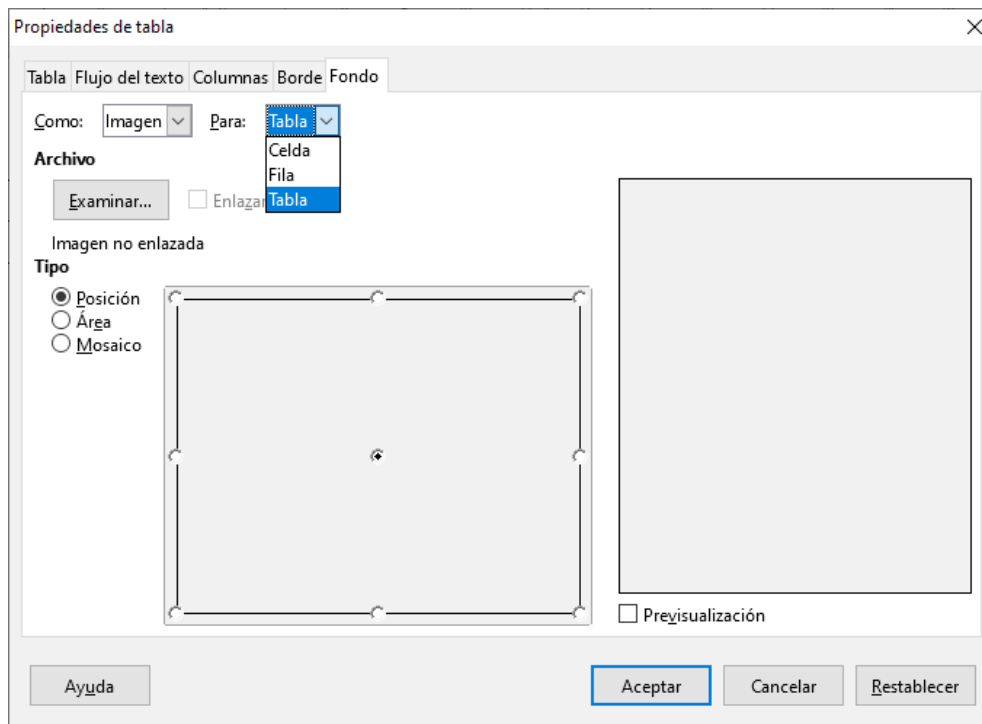 Propiedades de tabla
Tabla Flujo del texto Columnas Borde Fondo
Como: Imagen Para: Tabla
Celda
Fila
Tabla
Archivo
Examinar... Enlazar
Imagen no enlazada
Tipo
Posición
Área
Mosaico
Previsualización
Ayuda Aceptar Cancelar Restablecer